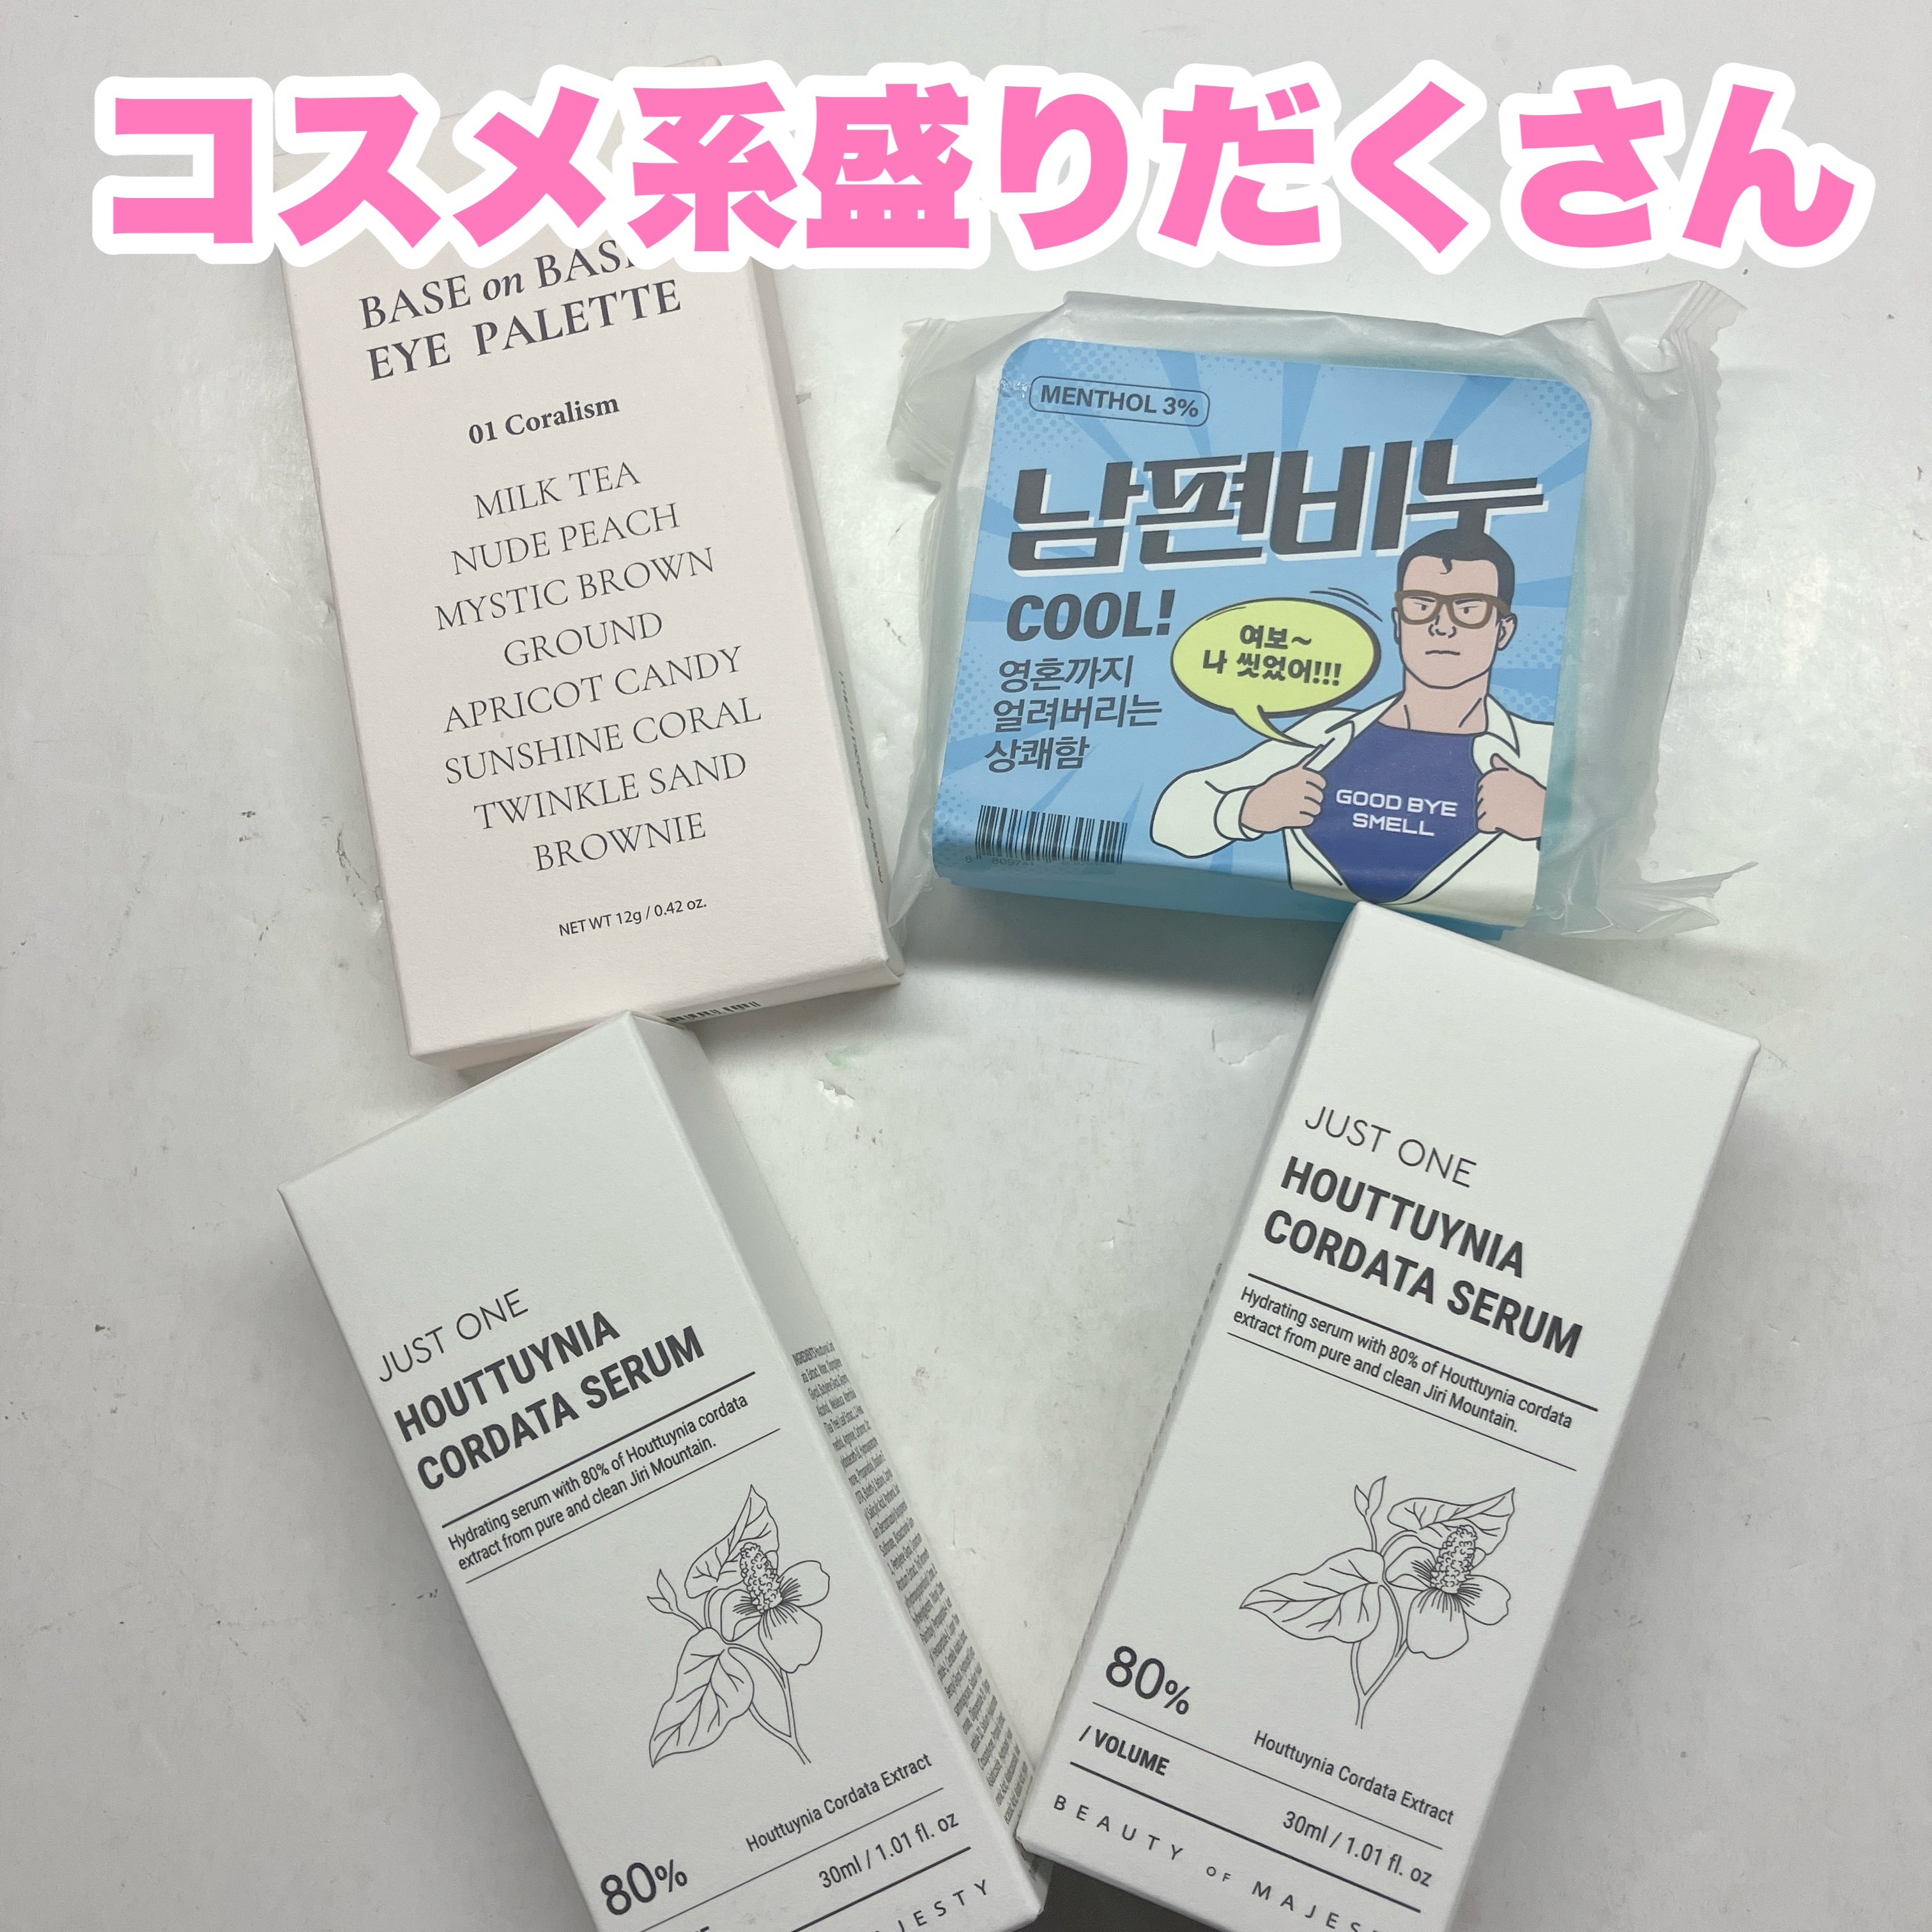 コスメ系盛りだくさん
BASE on BAS
EYE PALETTE
01 Coralism
MILK TEA
NUDE PEACH
MYSTIC BROWN
GROUND
APRICOT CANDY
SUNSHINE CORAL
TWINKLE SAND
BROWNIE
NET WT 12g / 0.42 oz.
MENTHOL 3%
남편비누
COOL!
여보~
나 씻었어!!!
영혼까지
얼려버리는
상쾌함
GOOD BYE
SMELL
JUST ONE
HOUTTUYNIA
CORDATA SERUM
Hydrating serum with 80% of Houttuynia cordata
extract from pure and clean Jiri Mountain.
Houttuynia Cordata Extract
80%
30ml / 1.01 fl. oz
JESTY
JUST ONE
HOUTTUYNIA
CORDATA SERUM
Hydrating serum with 80% of Houttuynia cordata
extract from pure and clean Jiri Mountain.
80%
Houttuynia Cordata Extract
/ VOLUME
30ml / 1.01 fl. oz
BEAUTY OF MAJES